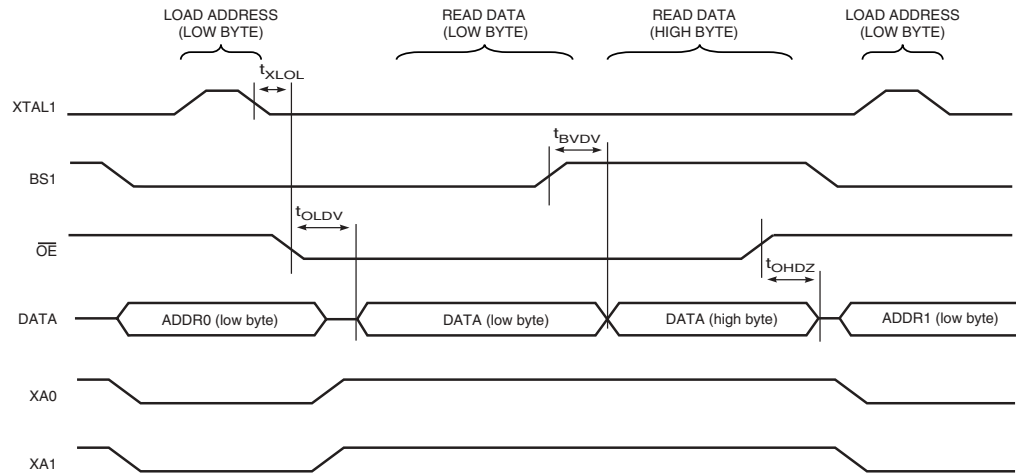 LOAD ADDRESS
(LOW BYTE)
READ DATA
(LOW BYTE)
READ DATA
(HIGH BYTE)
LOAD ADDRESS
(LOW BYTE)
tXLOL
XTAL1
tBVDV
BS1
tOLDV
OE
tOHDZ
DATA
ADDR0 (low byte)
DATA (low byte)
DATA (high byte)
ADDR1 (low byte)
XA0
XA1